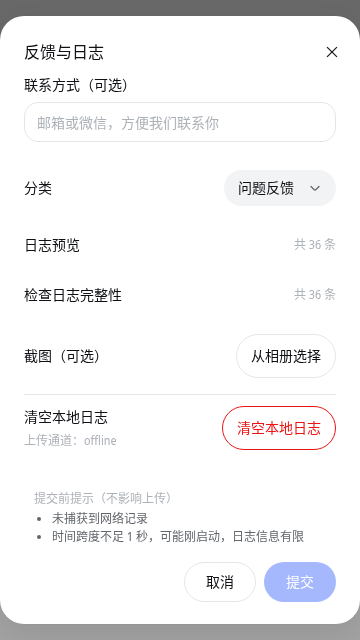 反馈与日志
联系方式（可选）
邮箱或微信，方便我们联系你
分类
问题反馈
日志预览
共 36 条
检查日志完整性
共 36 条
截图（可选）
从相册选择
清空本地日志
上传通道：offline
清空本地日志
提交前提示（不影响上传）
• 未捕获到网络记录
• 时间跨度不足 1 秒，可能刚启动，日志信息有限
取消
提交